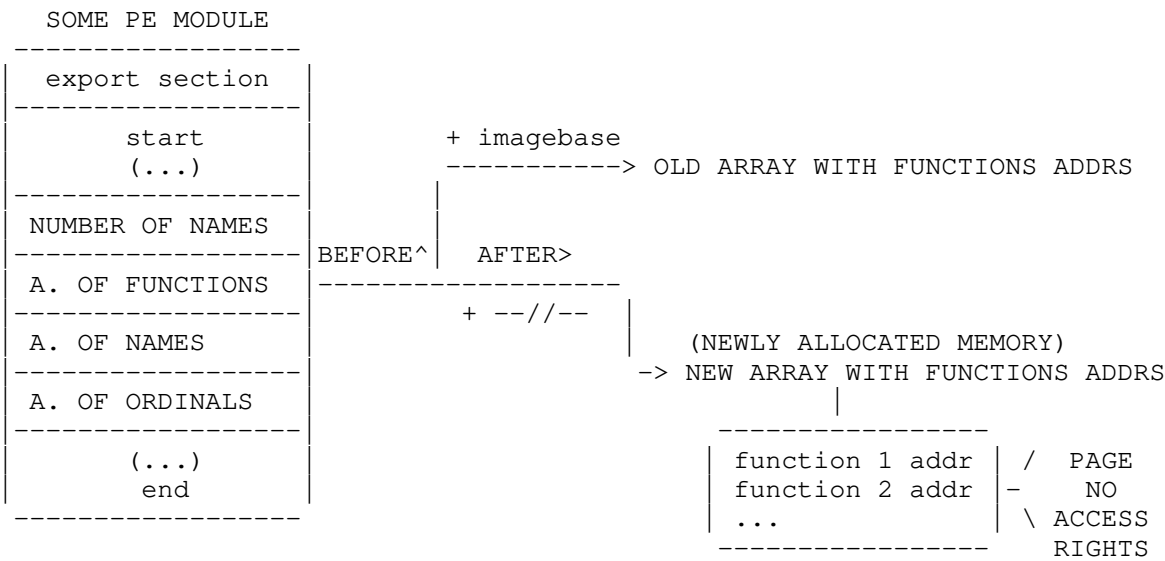 SOME PE MODULE
export section
start + imagebase
(...) -----------> OLD ARRAY WITH FUNCTIONS ADDRS
NUMBER OF NAMES
BEFORE^ AFTER>
A. OF FUNCTIONS
+ --//--
A. OF NAMES (NEWLY ALLOCATED MEMORY)
-> NEW ARRAY WITH FUNCTIONS ADDRS
A. OF ORDINALS
(...) function 1 addr / PAGE
end function 2 addr - NO
... \ ACCESS
RIGHTS